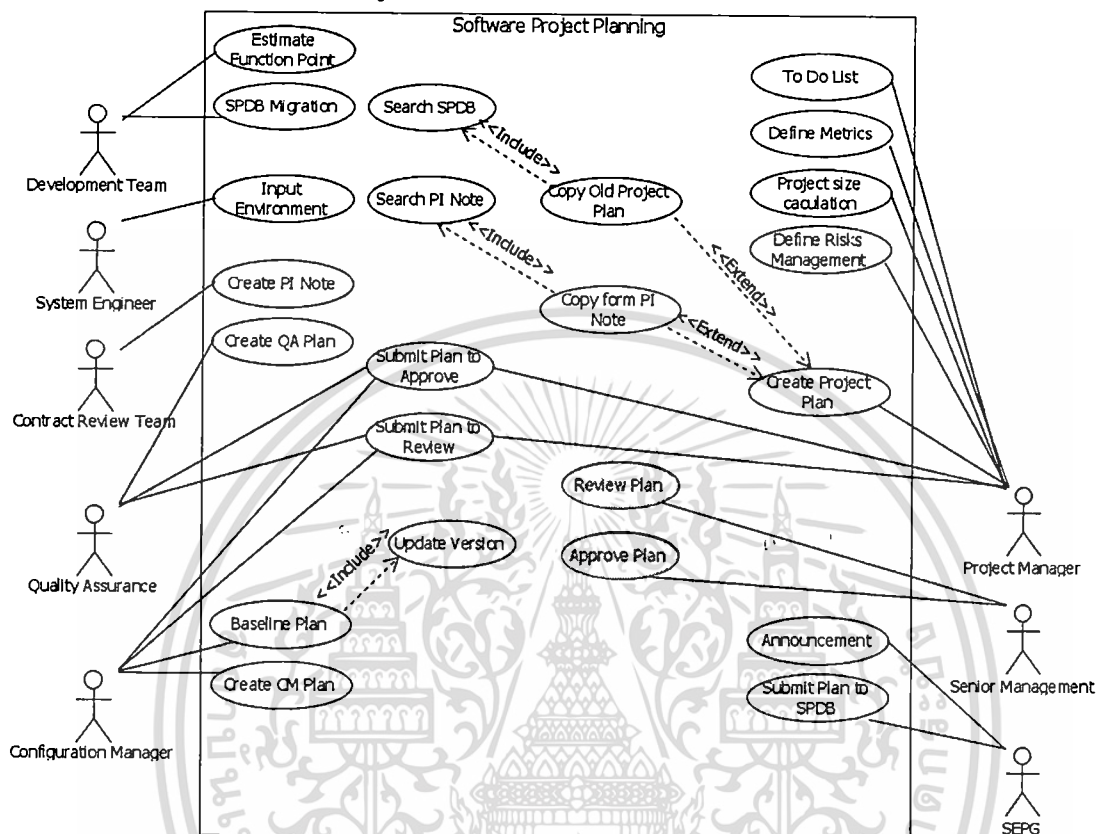 Software Project Planning
Estimate
Function Point
SPDB Migration
Search SPDB
To Do List
<<Include>>
Define Metrics
Development Team
Input
Environment
Search PI Note
Copy Old Project
Plan
Project size
caculation
<<Include>>
Define Risks
Management
<<Extend>>
System Engineer
Create PI Note
Copy form PI
Note
<<Extend>>
Create QA Plan
Submit Plan to
Approve
Create Project
Plan
Contract Review Team
Submit Plan to
Review
Review Plan
Quality Assurance
<<Include>>
Update Version
Approve Plan
Project Manager
Baseline Plan
Announcement
Create CM Plan
Submit Plan to
SPDB
Senior Management
Configuration Manager
SEPG